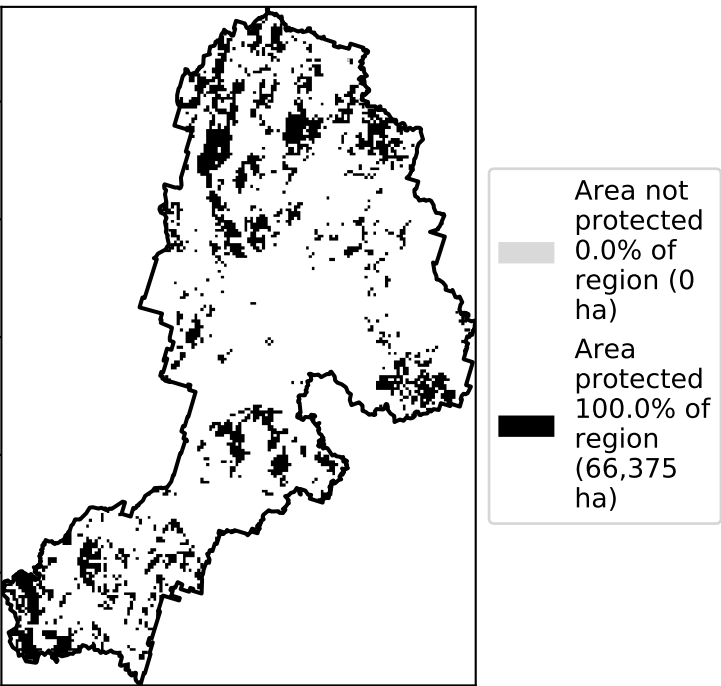 Area not
protected
0.0% of
region (0
ha)
Area
protected
100.0% of
region
(66,375
ha)